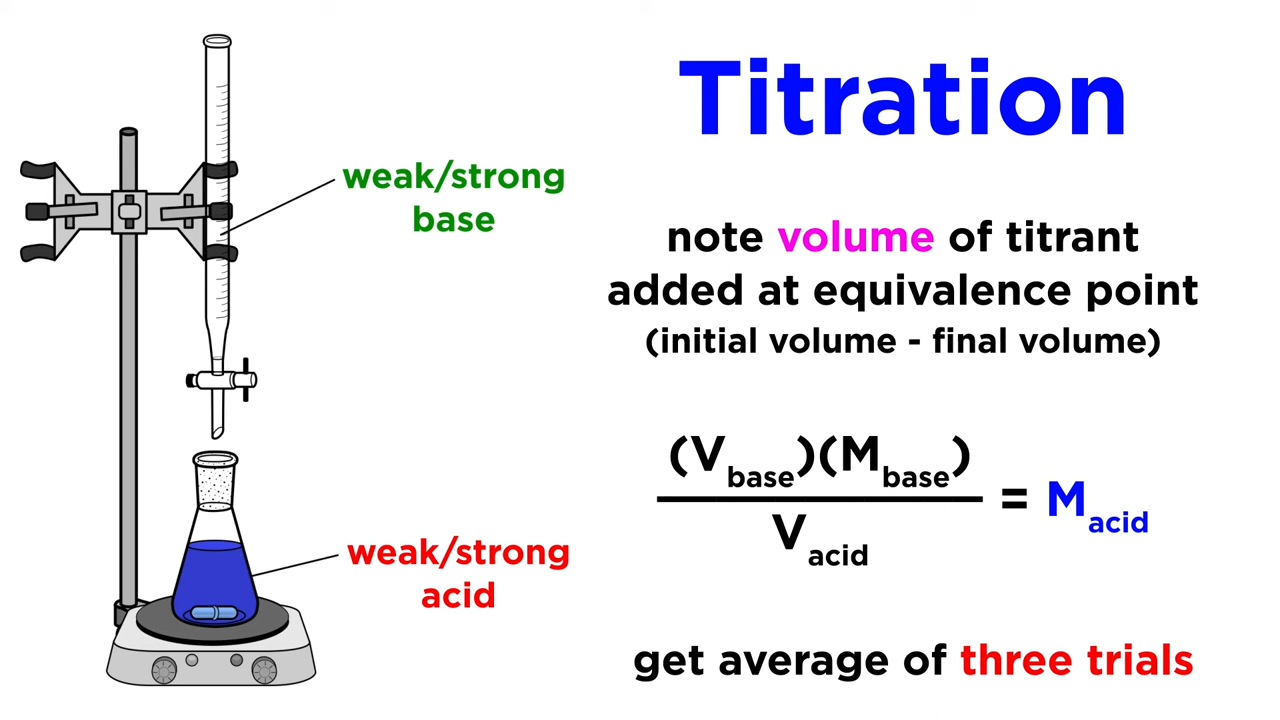 Titration
weak/strong
base
note volume of titrant
added at equivalence point
(initial volume - final volume)
(Vbase)(Mbase)
Vacid
= Macid
weak/strong
acid
get average of three trials